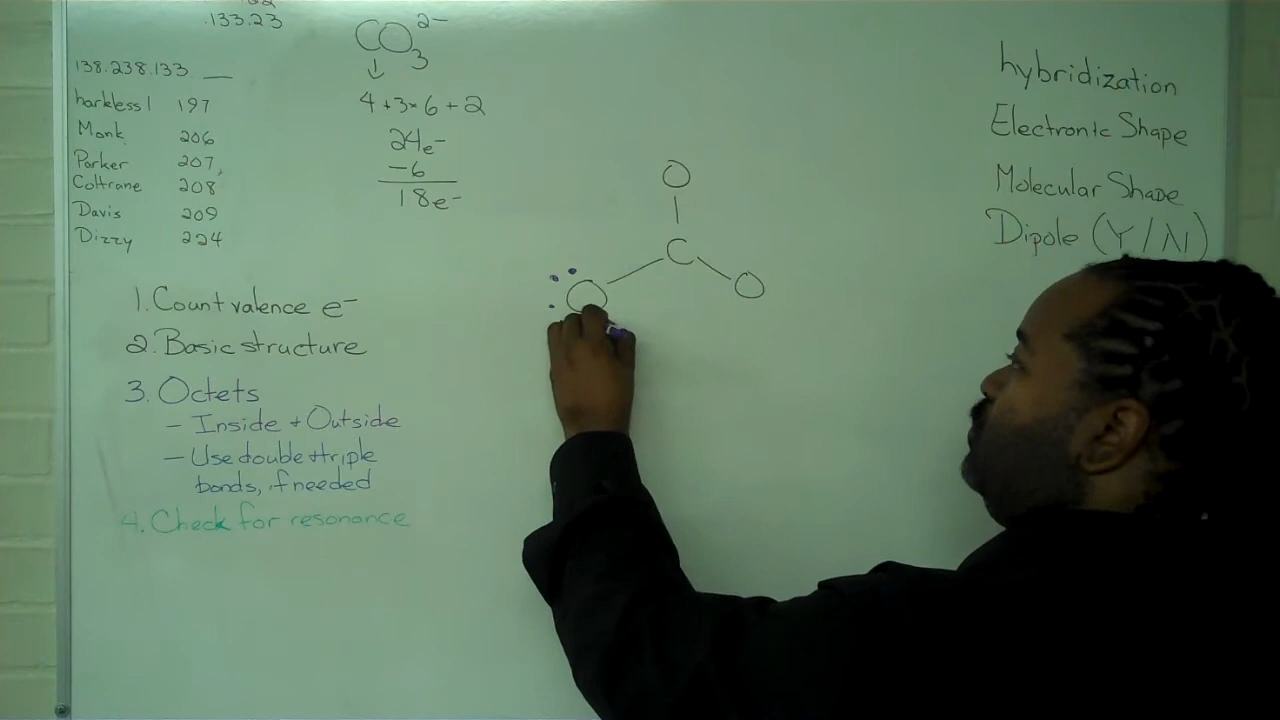 .133.23
138.238.133 __
harkless1 197
Monk 206
Parker 207,
Coltrane 208
Davis 209
Dizzy 224
CO₃²⁻
↓
4 + 3×6 + 2
24e⁻
−6
18e⁻
1. Count valence e⁻
2. Basic structure
3. Octets
− Inside + Outside
− Use double + triple
bonds, if needed
4. Check for resonance
O
C
O O
hybridization
Electronic Shape
Molecular Shape
Dipole (Y/N)